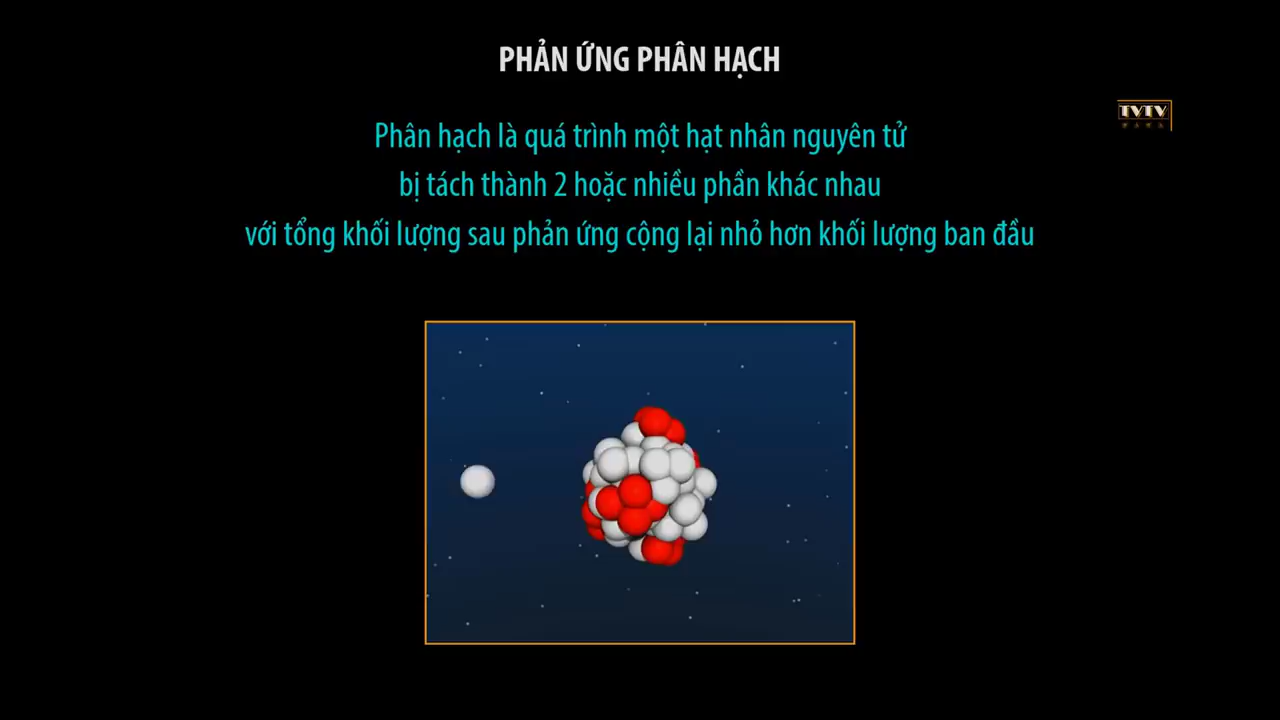 PHẢN ỨNG PHÂN HẠCH
TVTV
Phân hạch là quá trình một hạt nhân nguyên tử
bị tách thành 2 hoặc nhiều phần khác nhau
với tổng khối lượng sau phản ứng cộng lại nhỏ hơn khối lượng ban đầu